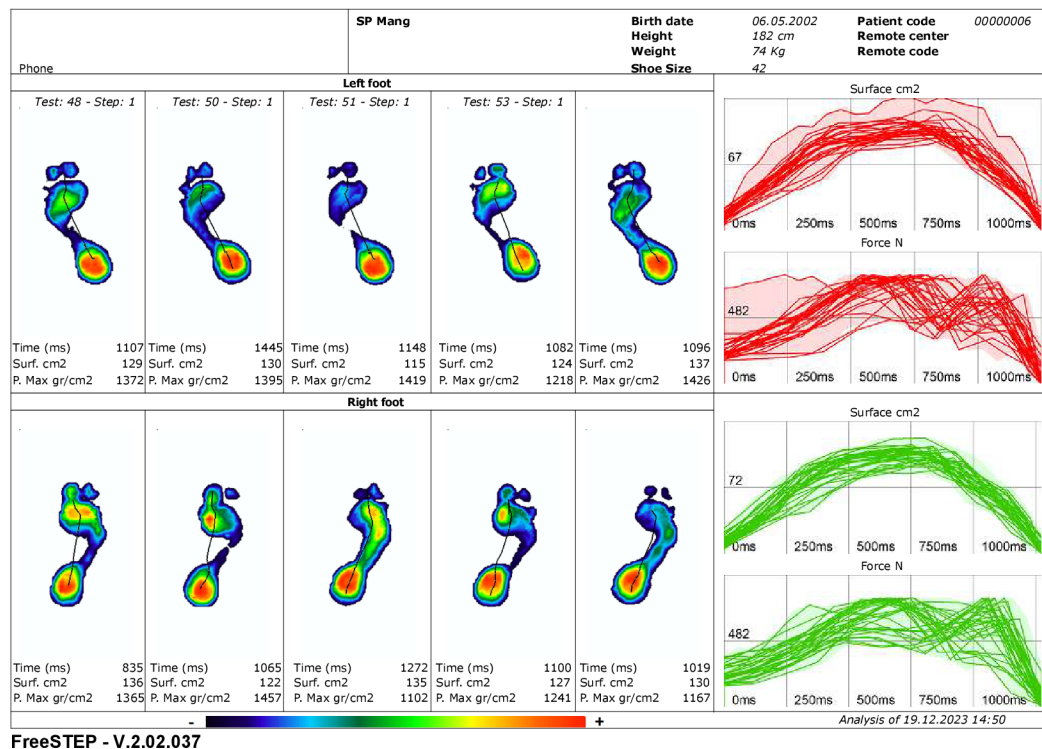 SP Mang
Birth date 06.05.2002 Patient code 00000006
Height 182 cm Remote center
Weight 74 Kg Remote code
Phone Shoe Size 42
Left foot
Test: 48 - Step: 1 Test: 50 - Step: 1 Test: 51 - Step: 1 Test: 53 - Step: 1
Time (ms) 1107 Time (ms) 1445 Time (ms) 1148 Time (ms) 1082 Time (ms) 1096
Surf. cm2 129 Surf. cm2 130 Surf. cm2 115 Surf. cm2 124 Surf. cm2 137
P. Max gr/cm2 1372 P. Max gr/cm2 1395 P. Max gr/cm2 1419 P. Max gr/cm2 1218 P. Max gr/cm2 1426
Surface cm2
67
0ms 250ms 500ms 750ms 1000ms
Force N
482
0ms 250ms 500ms 750ms 1000ms
Right foot
Time (ms) 835 Time (ms) 1065 Time (ms) 1272 Time (ms) 1100 Time (ms) 1019
Surf. cm2 136 Surf. cm2 122 Surf. cm2 135 Surf. cm2 127 Surf. cm2 130
P. Max gr/cm2 1365 P. Max gr/cm2 1457 P. Max gr/cm2 1102 P. Max gr/cm2 1241 P. Max gr/cm2 1167
Surface cm2
72
0ms 250ms 500ms 750ms 1000ms
Force N
482
0ms 250ms 500ms 750ms 1000ms
- +
Analysis of 19.12.2023 14:50
FreeSTEP - V.2.02.037